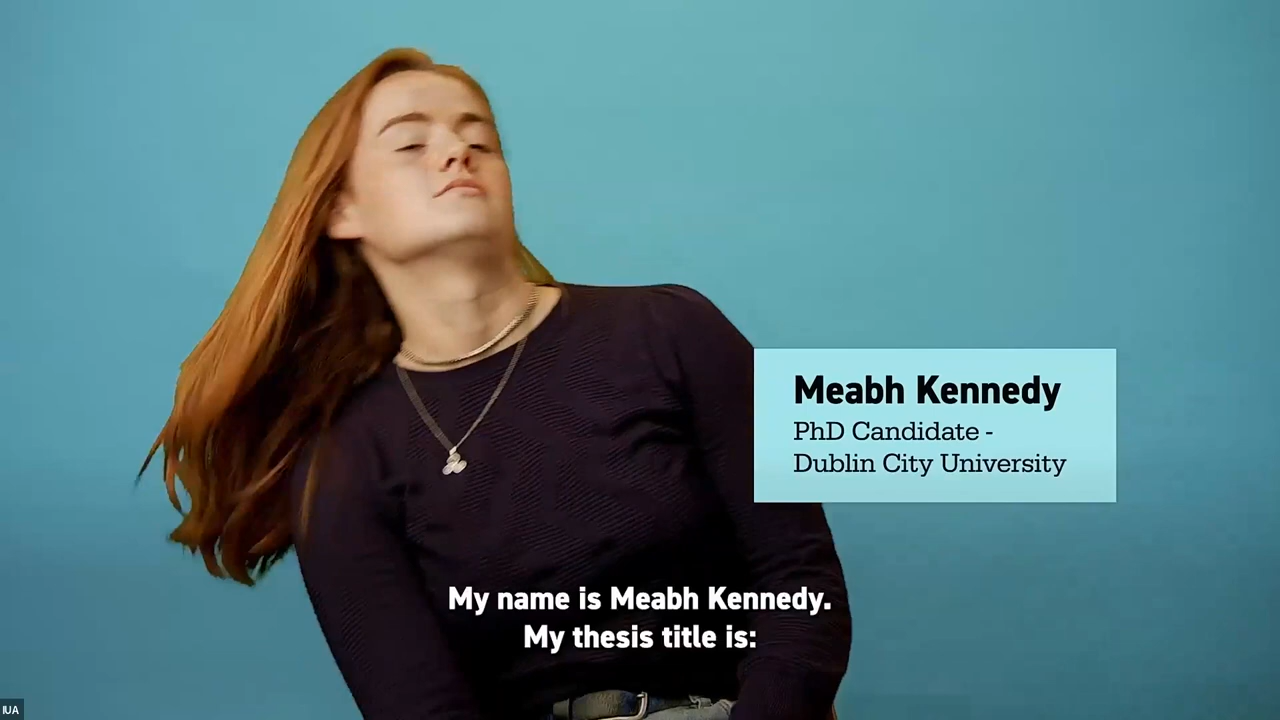 Meabh Kennedy
PhD Candidate -
Dublin City University
My name is Meabh Kennedy.
My thesis title is:
IUA